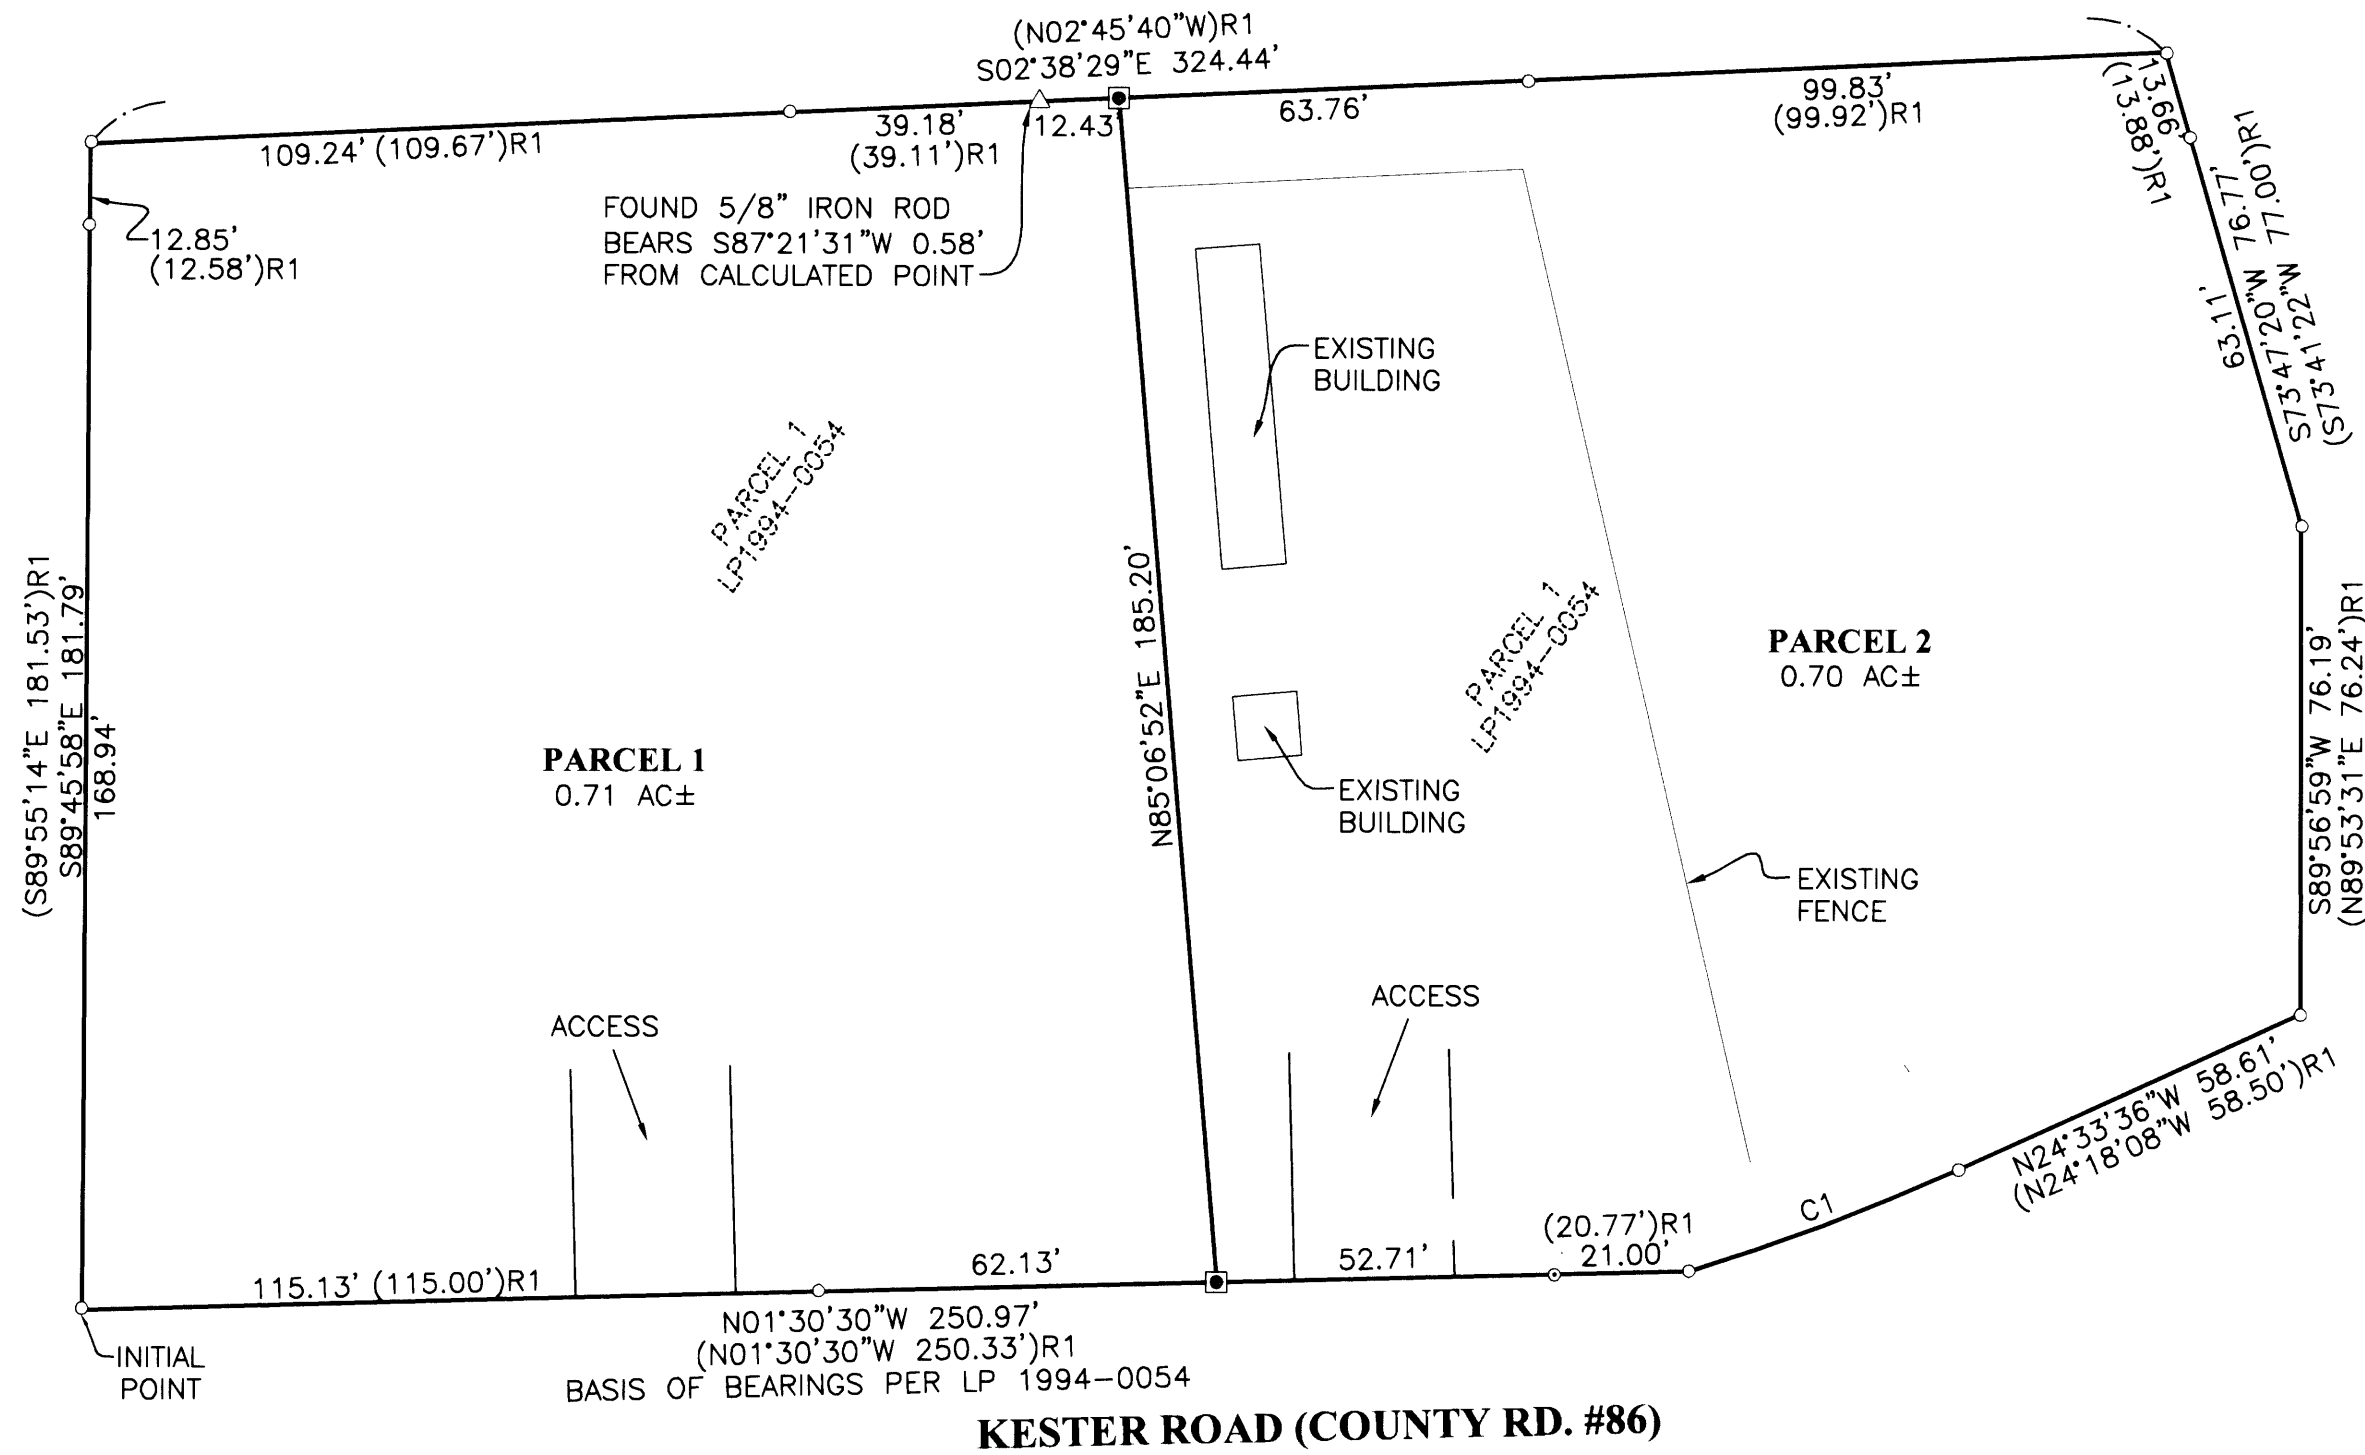 (N02°45'40"W)R1
S02°38'29"E 324.44'
109.24' (109.67')R1
39.18'
(39.11')R1
12.43'
63.76'
99.83'
(99.92')R1
13.66'
(13.88')R1
63.11'
S73°47'20"W 76.77'
(S73°41'22"W 77.00')R1
12.85'
(12.58')R1
FOUND 5/8" IRON ROD
BEARS S87°21'31"W 0.58'
FROM CALCULATED POINT
EXISTING
BUILDING
PARCEL 1
LP1994-0054
(S89°55'14"E 181.53')R1
S89°45'58"E 181.79'
168.94'
PARCEL 1
0.71 AC±
N85°06'52"E 185.20'
PARCEL 1
LP1994-0054
PARCEL 2
0.70 AC±
S89°56'59"W 76.19'
(N89°53'31"E 76.24')R1
EXISTING
BUILDING
EXISTING
FENCE
ACCESS
ACCESS
N24°33'36"W 58.61'
(N24°18'08"W 58.50')R1
C1
115.13' (115.00')R1
62.13'
52.71'
(20.77')R1
21.00'
INITIAL
POINT
N01°30'30"W 250.97'
(N01°30'30"W 250.33')R1
BASIS OF BEARINGS PER LP 1994-0054
KESTER ROAD (COUNTY RD. #86)